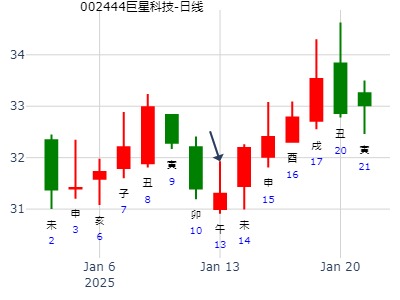 002444巨星科技-日线
34
33
32
31
未
2
申
3
亥
6
子
7
丑
8
寅
9
卯
10
午
13
未
14
申
15
酉
16
戌
17
丑
20
寅
21
Jan 6
2025
Jan 13
Jan 20